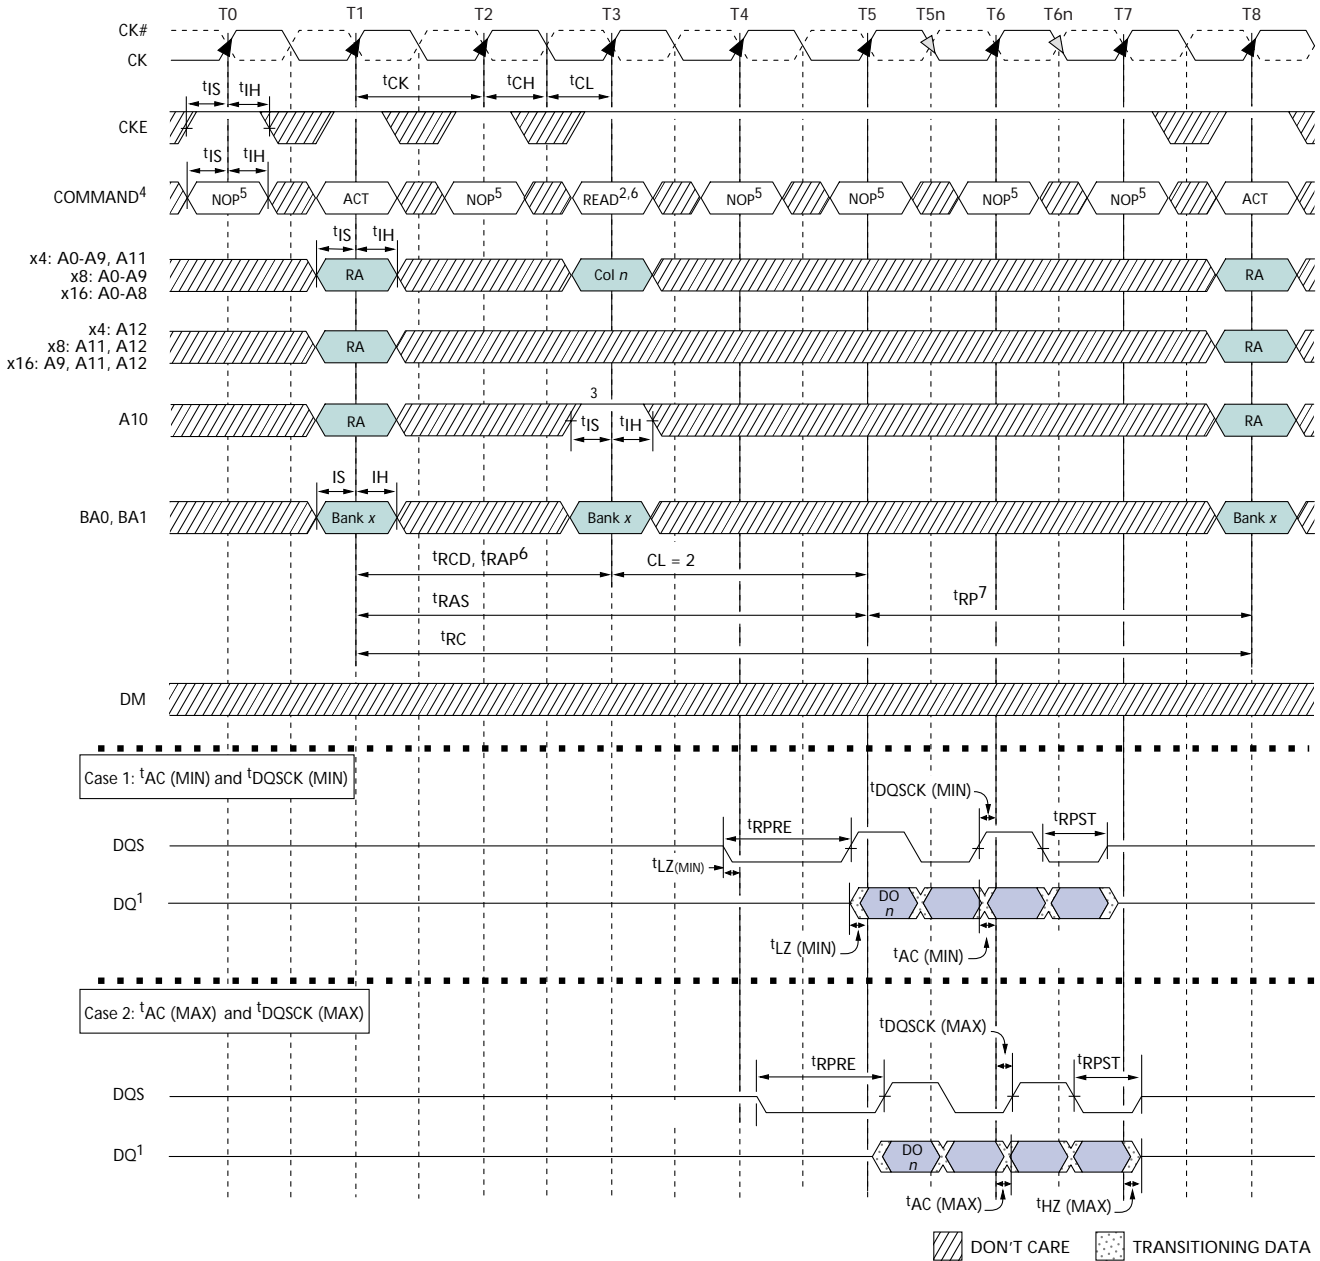 T0 T1 T2 T3 T4 T5 T5n T6 T6n T7 T8
CK#
CK
tCK tCH tCL
tIS tIH
CKE
tIS tIH
COMMAND4
NOP5 ACT NOP5 READ2,6 NOP5 NOP5 NOP5 NOP5 ACT
tIS tIH
x4: A0-A9, A11
x8: A0-A9
x16: A0-A8
RA Col n RA
x4: A12
x8: A11, A12
x16: A9, A11, A12
RA RA
3
A10
RA tIS tIH RA
IS IH
BA0, BA1
Bank x Bank x Bank x
tRCD, tRAP6 CL = 2
tRAS tRP7
tRC
DM
Case 1: tAC (MIN) and tDQSCK (MIN)
tDQSCK (MIN)
tRPRE tRPST
DQS
tLZ(MIN)
DQ1
DO
n
tLZ (MIN) tAC (MIN)
Case 2: tAC (MAX) and tDQSCK (MAX)
tDQSCK (MAX)
tRPRE tRPST
DQS
DQ1
DO
n
tAC (MAX) tHZ (MAX)
DON'T CARE TRANSITIONING DATA